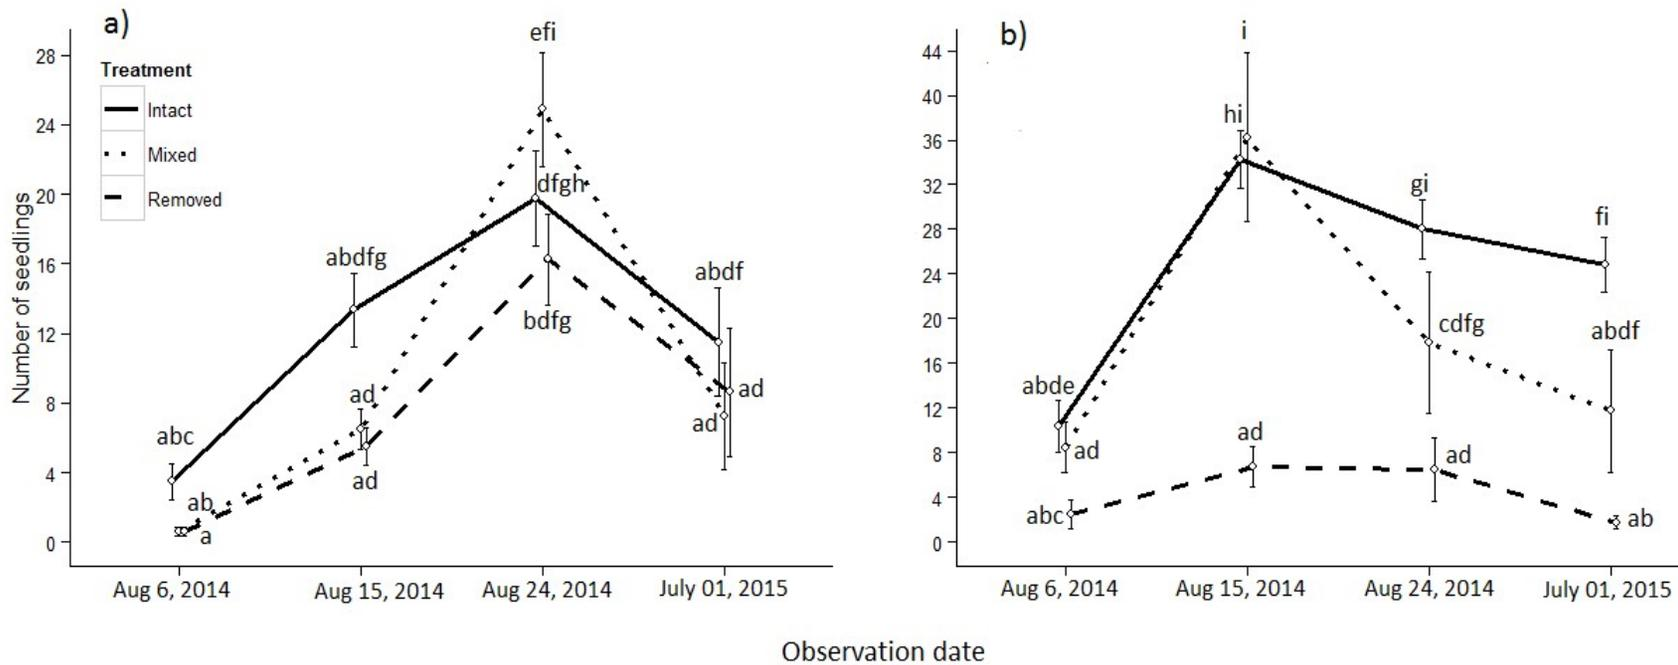 a)
efi
28
Treatment
Intact
24
Mixed
dfgh
20
Removed
abdfg
abdf
16
bdfg
12
ad
ad
8
ad
abc
ad
4
ab
a
0
Number of seedlings
Aug 6, 2014
Aug 15, 2014
Aug 24, 2014
July 01, 2015
b)
i
44
40
hi
36
32
gi
fi
28
24
20
cdfg
abdf
16
abde
12
ad
ad
8
ad
4
abc
ab
0
Aug 6, 2014
Aug 15, 2014
Aug 24, 2014
July 01, 2015
Observation date